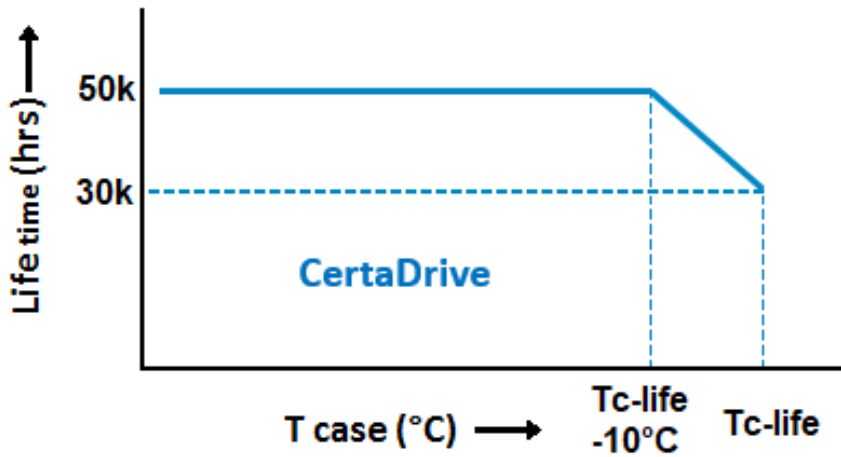 Life time (hrs)
50k
30k
CertaDrive
T case (°C)
Tc-life
-10°C
Tc-life